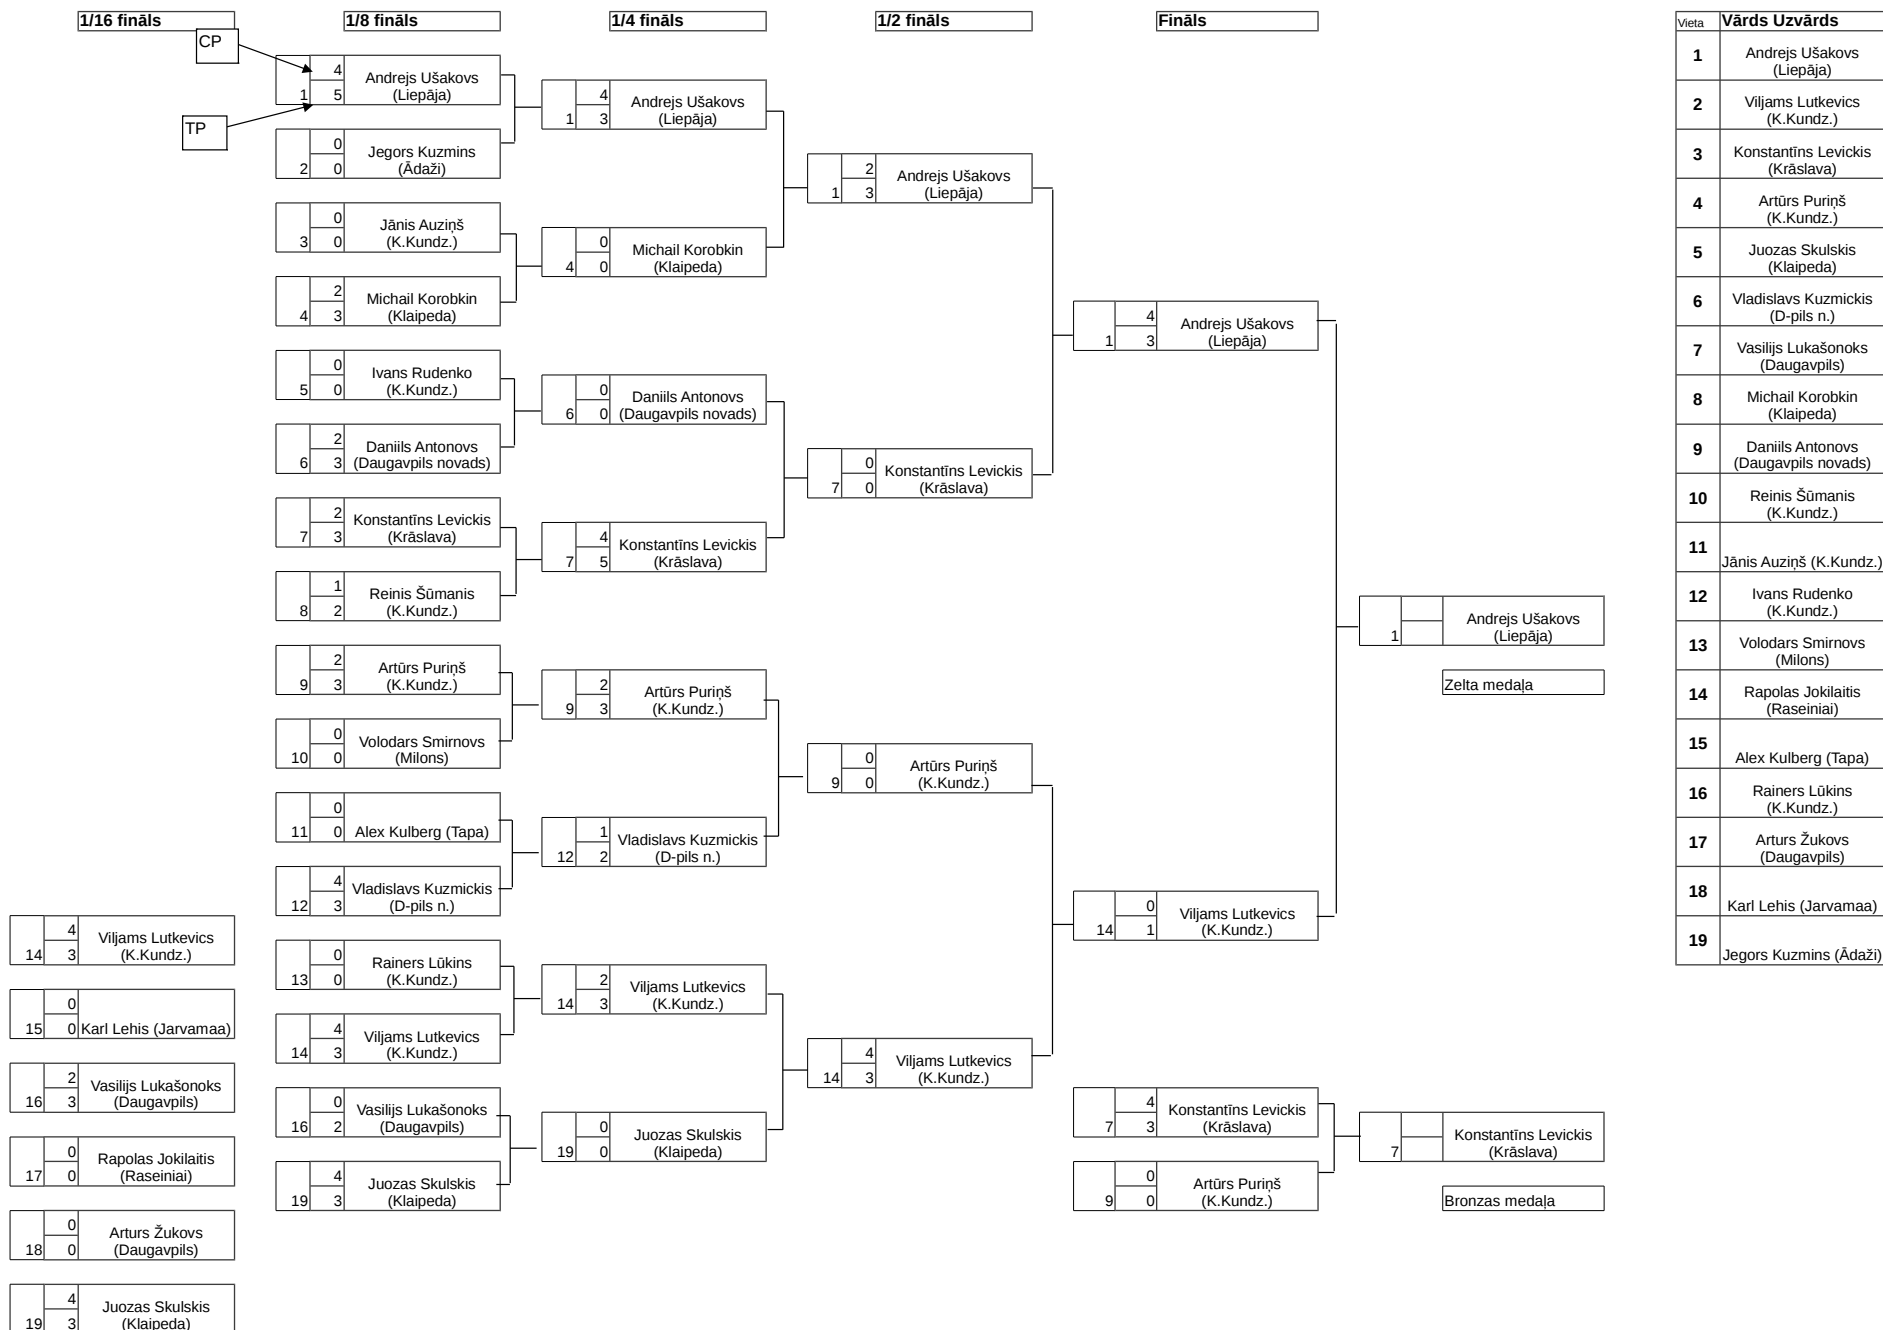 1/16 fināls
1/8 fināls
1/4 fināls
1/2 fināls
Fināls
CP
TP
14
4
3
Viljams Lutkevics
(K.Kundz.)
15
0
0
Karl Lehis (Jarvamaa)
16
2
3
Vasilijs Lukašonoks
(Daugavpils)
17
0
0
Rapolas Jokilaitis
(Raseiniai)
18
0
0
Arturs Žukovs
(Daugavpils)
19
4
3
Juozas Skulskis
(Klaipeda)
1
4
5
Andrejs Ušakovs
(Liepāja)
2
0
0
Jegors Kuzmins
(Ādaži)
3
0
0
Jānis Auziņš
(K.Kundz.)
4
2
3
Michail Korobkin
(Klaipeda)
5
0
0
Ivans Rudenko
(K.Kundz.)
6
2
3
Daniils Antonovs
(Daugavpils novads)
7
2
3
Konstantīns Levickis
(Krāslava)
8
1
2
Reinis Šūmanis
(K.Kundz.)
9
2
3
Artūrs Puriņš
(K.Kundz.)
10
0
0
Volodars Smirnovs
(Milons)
11
0
0
Alex Kulberg (Tapa)
12
4
3
Vladislavs Kuzmickis
(D-pils n.)
13
0
0
Rainers Lūkins
(K.Kundz.)
14
4
3
Viljams Lutkevics
(K.Kundz.)
16
0
2
Vasilijs Lukašonoks
(Daugavpils)
19
4
3
Juozas Skulskis
(Klaipeda)
1
4
3
Andrejs Ušakovs
(Liepāja)
4
0
0
Michail Korobkin
(Klaipeda)
6
0
0
Daniils Antonovs
(Daugavpils novads)
7
4
5
Konstantīns Levickis
(Krāslava)
9
2
3
Artūrs Puriņš
(K.Kundz.)
12
1
2
Vladislavs Kuzmickis
(D-pils n.)
14
2
3
Viljams Lutkevics
(K.Kundz.)
19
0
0
Juozas Skulskis
(Klaipeda)
1
2
3
Andrejs Ušakovs
(Liepāja)
7
0
0
Konstantīns Levickis
(Krāslava)
9
0
0
Artūrs Puriņš
(K.Kundz.)
14
4
3
Viljams Lutkevics
(K.Kundz.)
1
4
3
Andrejs Ušakovs
(Liepāja)
14
0
1
Viljams Lutkevics
(K.Kundz.)
7
4
3
Konstantīns Levickis
(Krāslava)
9
0
0
Artūrs Puriņš
(K.Kundz.)
1
Andrejs Ušakovs
(Liepāja)
Zelta medaļa
7
Konstantīns Levickis
(Krāslava)
Bronzas medaļa
Vieta Vārds Uzvārds
1 Andrejs Ušakovs
(Liepāja)
2 Viljams Lutkevics
(K.Kundz.)
3 Konstantīns Levickis
(Krāslava)
4 Artūrs Puriņš
(K.Kundz.)
5 Juozas Skulskis
(Klaipeda)
6 Vladislavs Kuzmickis
(D-pils n.)
7 Vasilijs Lukašonoks
(Daugavpils)
8 Michail Korobkin
(Klaipeda)
9 Daniils Antonovs
(Daugavpils novads)
10 Reinis Šūmanis
(K.Kundz.)
11 Jānis Auziņš (K.Kundz.)
12 Ivans Rudenko
(K.Kundz.)
13 Volodars Smirnovs
(Milons)
14 Rapolas Jokilaitis
(Raseiniai)
15 Alex Kulberg (Tapa)
16 Rainers Lūkins
(K.Kundz.)
17 Arturs Žukovs
(Daugavpils)
18 Karl Lehis (Jarvamaa)
19 Jegors Kuzmins (Ādaži)